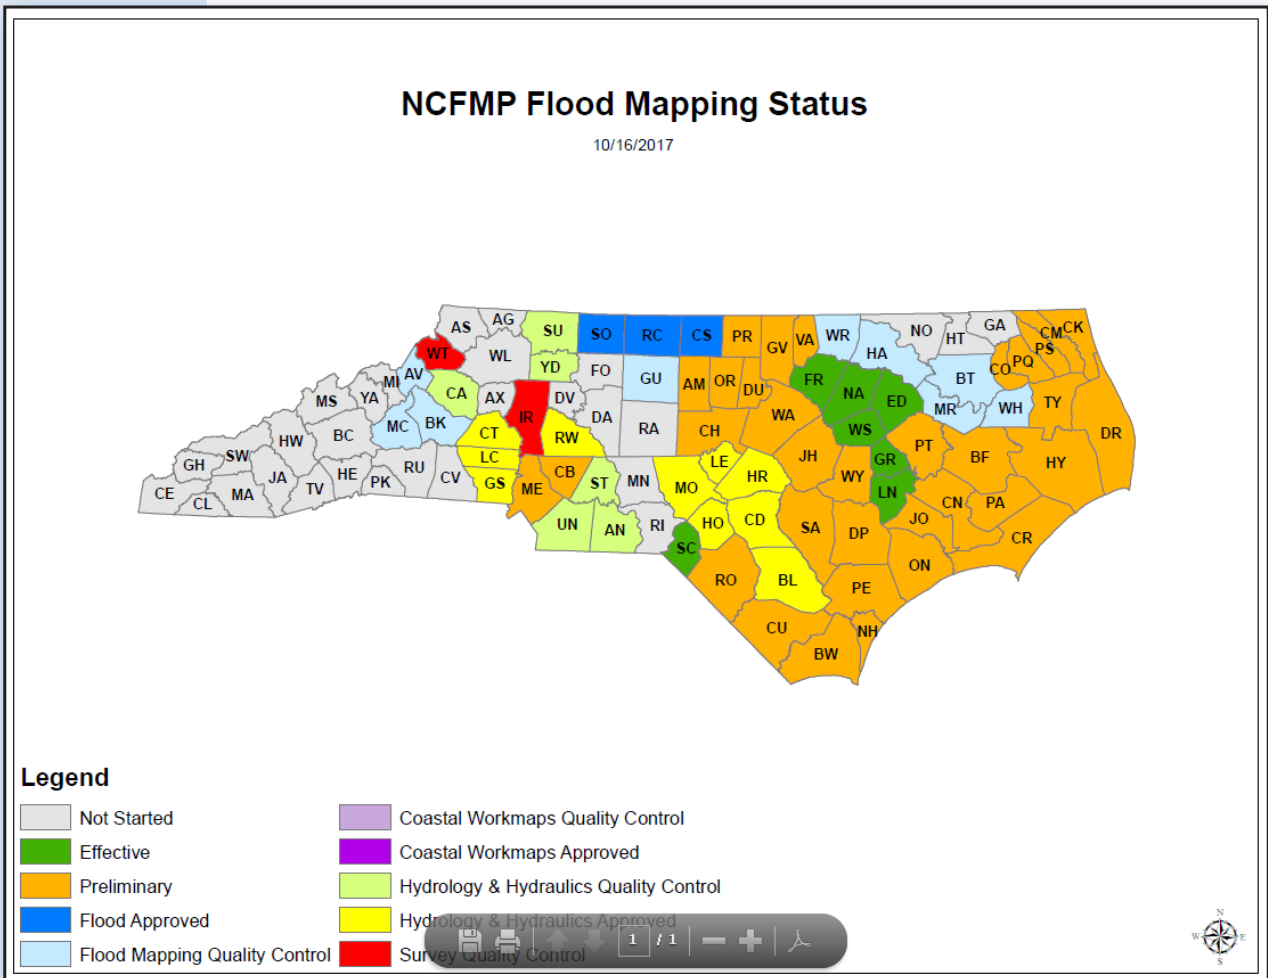 NCFMP Flood Mapping Status
10/16/2017
AS AG SU SO RC CS PR GV VA WR HA NO HT GA CM CK
WT WL YD FO GU AM OR DU FR NA ED BT CO PQ PS
MS YA MI AV CA AX IR DV DA RA CH WA WS MR WH TY DR
HW BC MC BK CT RW LC GS ME CB ST MN MO LE HR JH WY GR LN PT BF HY
GH SW JA HE PK RU CV
CE CL MA TV UN AN RI SC HO CD SA DP JO CN PA CR
RO BL PE ON
CU BW NH
Legend
Not Started
Effective
Preliminary
Flood Approved
Flood Mapping Quality Control
Coastal Workmaps Quality Control
Coastal Workmaps Approved
Hydrology & Hydraulics Quality Control
Hydrology & Hydraulics Approved
Survey Quality Control
1 / 1
N
W E
S